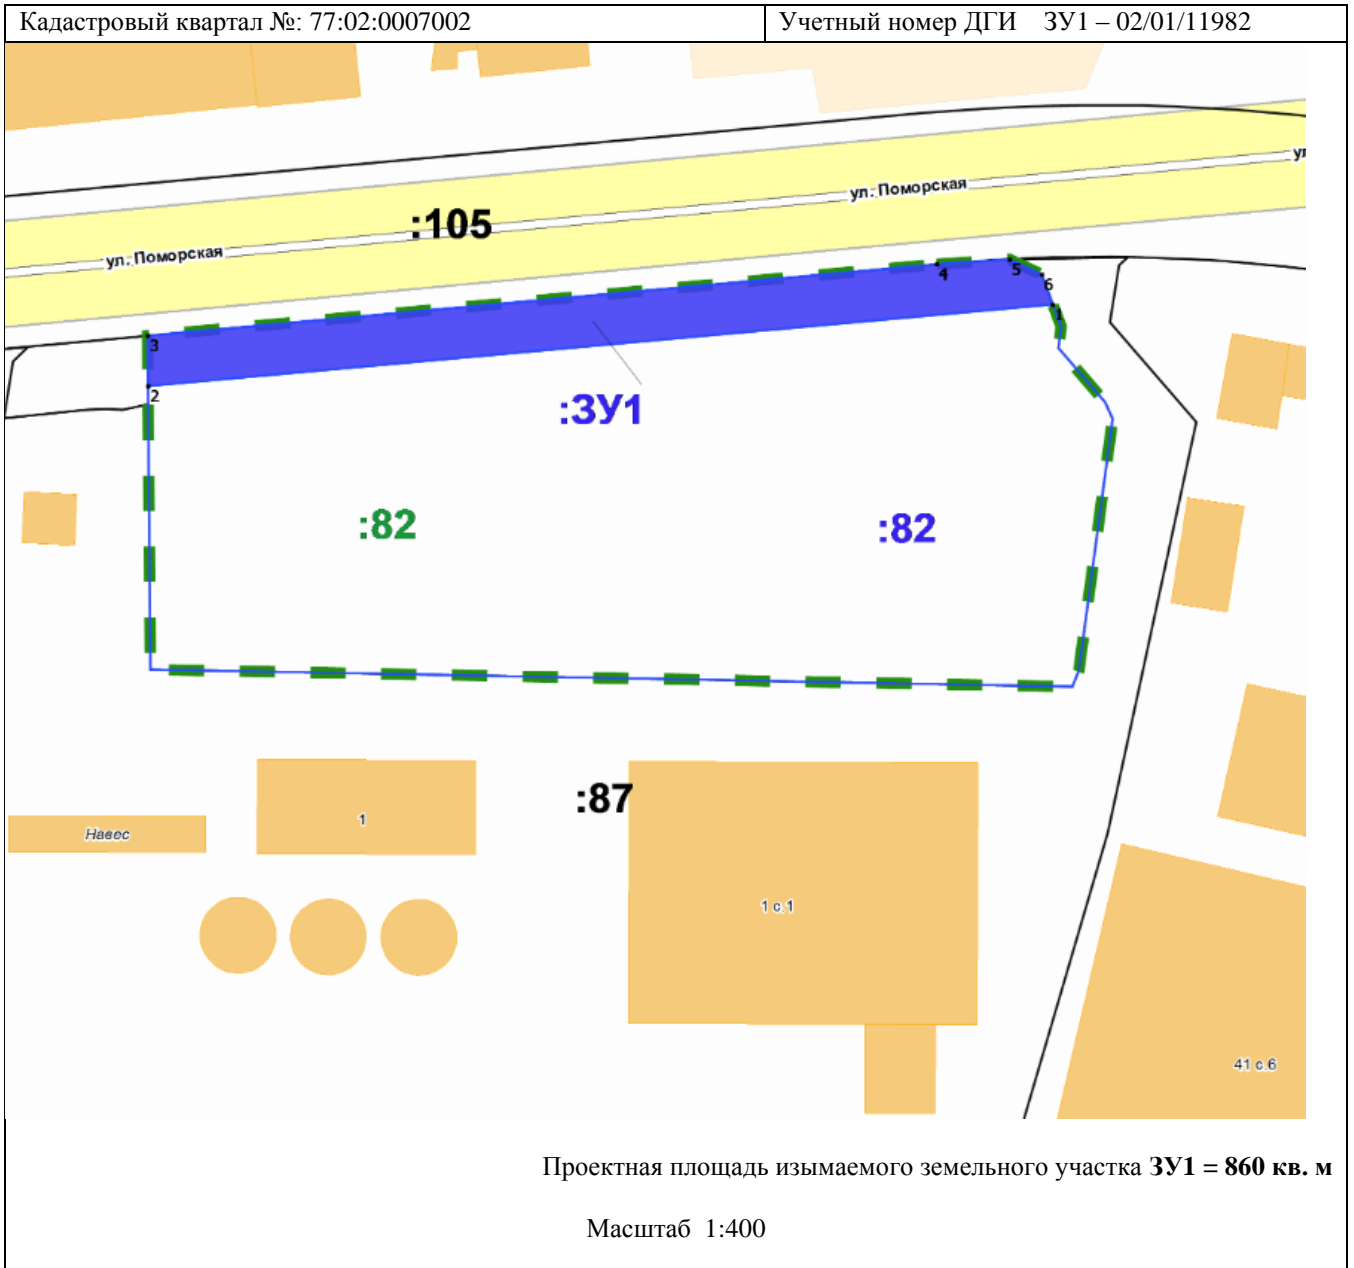 Кадастровый квартал №: 77:02:0007002
Учетный номер ДГИ ЗУ1 – 02/01/11982
ул
ул. Поморская
:105
ул. Поморская
4
5
6
1
3
2
:ЗУ1
:82
:82
:87
1
Навес
1 с.1
41 с.6
Проектная площадь изымаемого земельного участка ЗУ1 = 860 кв. м
Масштаб 1:400